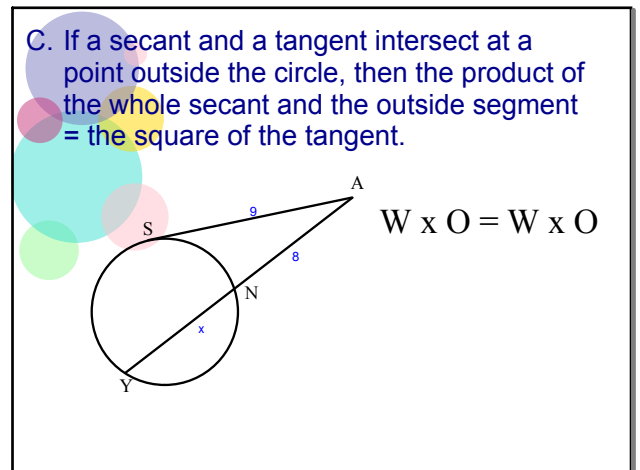 C. If a secant and a tangent intersect at a
point outside the circle, then the product of
the whole secant and the outside segment
= the square of the tangent.
A
9
W x O = W x O
S
8
N
x
Y